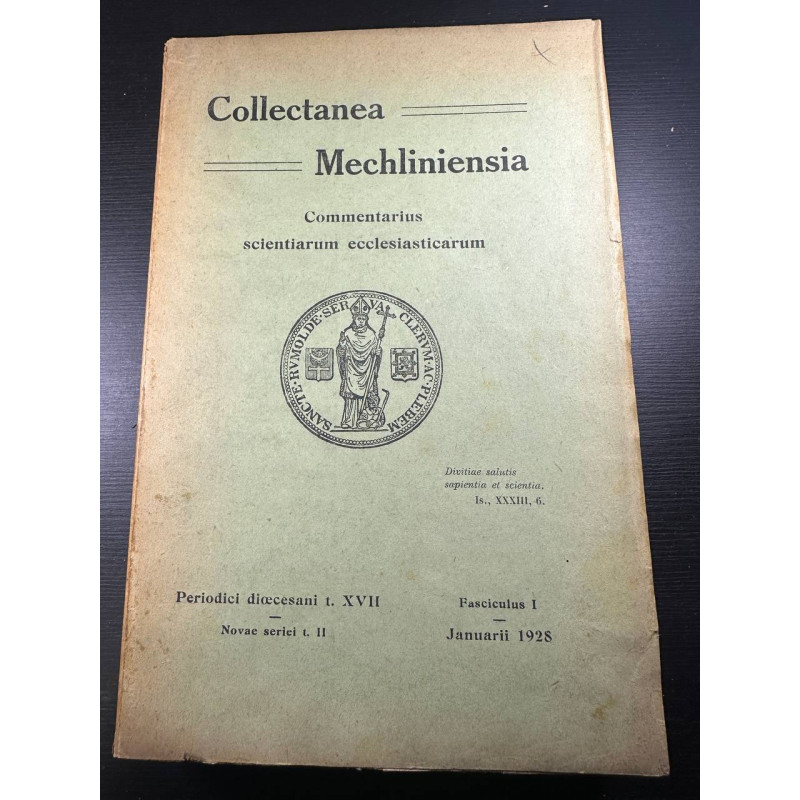 Collectanea
Mechliniensia
Commentarius
scientiarum ecclesiasticarum
SANCTE·RVMOLDE·SERVA CLERVM·AC·PLEBEM
Divitiae salutis
sapientia et scientia.
Is., XXXIII, 6.
Periodici diœcesani t. XVII
Novae seriei t. II
Fasciculus I
Januarii 1928